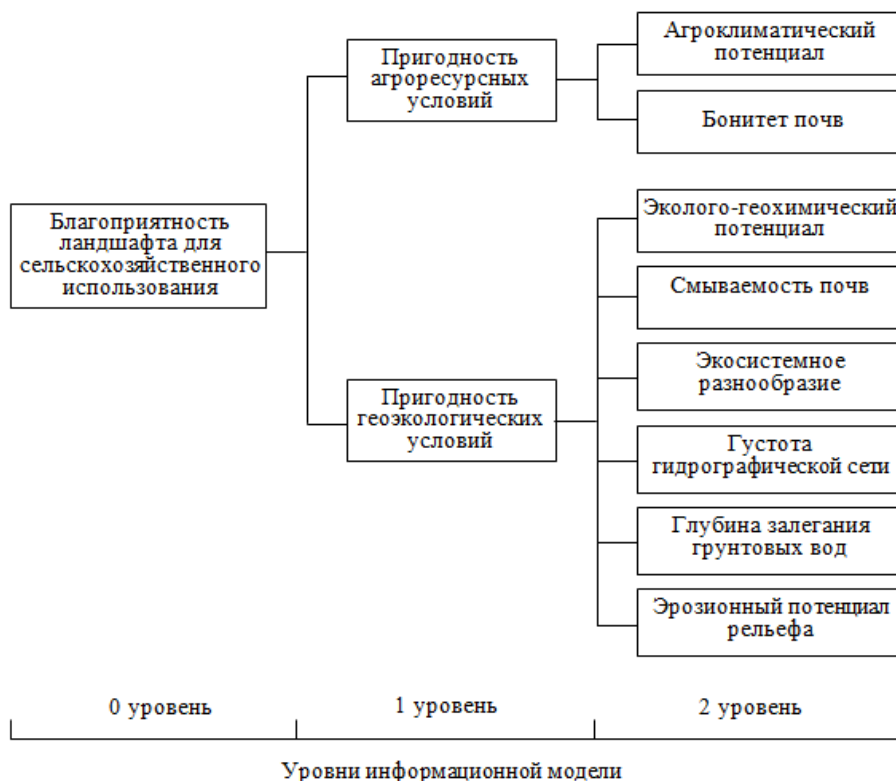 Благоприятность
ландшафта для
сельскохозяйственного
использования
Пригодность
агроресурсных
условий
Агроклиматический
потенциал
Бонитет почв
Пригодность
геоэкологических
условий
Эколого-геохимический
потенциал
Смываемость почв
Экосистемное
разнообразие
Густота
гидрографической сети
Глубина залегания
грунтовых вод
Эрозионный потенциал
рельефа
0 уровень
1 уровень
2 уровень
Уровни информационной модели